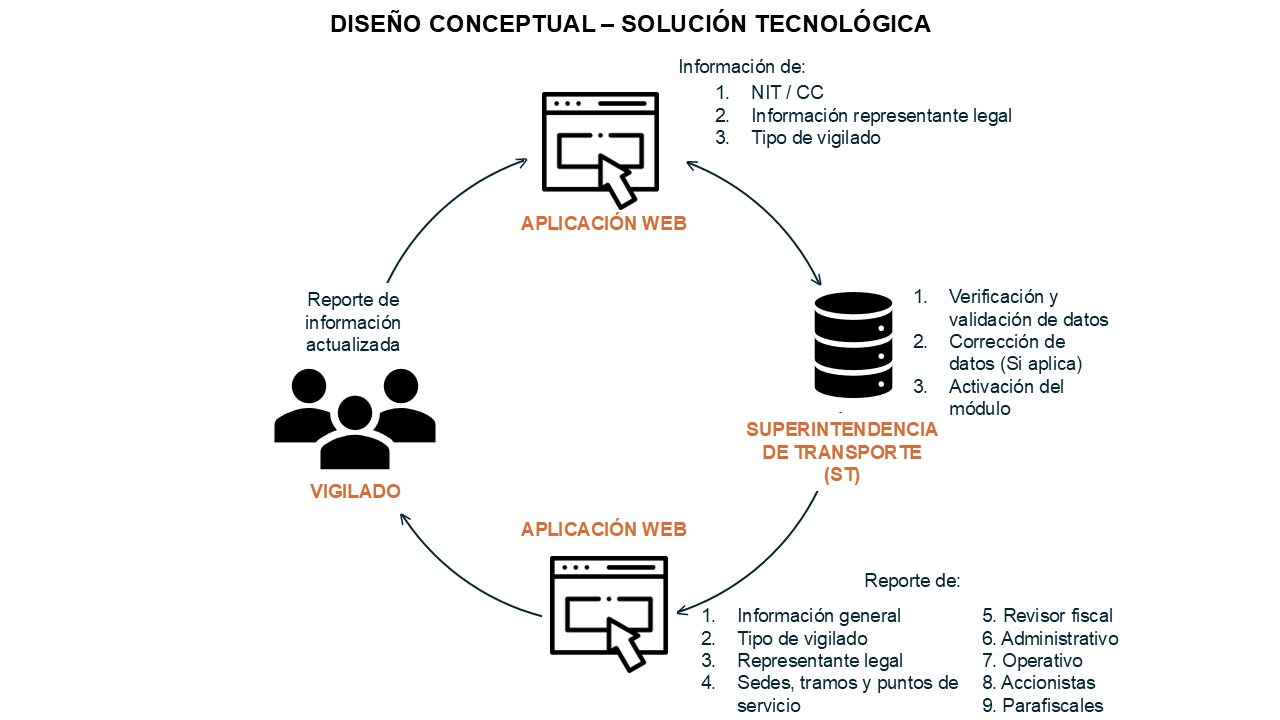 DISEÑO CONCEPTUAL – SOLUCIÓN TECNOLÓGICA
Información de:
1. NIT / CC
2. Información representante legal
3. Tipo de vigilado
APLICACIÓN WEB
Reporte de
información
actualizada
VIGILADO
1. Verificación y
validación de datos
2. Corrección de
datos (Si aplica)
3. Activación del
módulo
SUPERINTENDENCIA
DE TRANSPORTE
(ST)
APLICACIÓN WEB
Reporte de:
1. Información general
2. Tipo de vigilado
3. Representante legal
4. Sedes, tramos y puntos de
servicio
5. Revisor fiscal
6. Administrativo
7. Operativo
8. Accionistas
9. Parafiscales